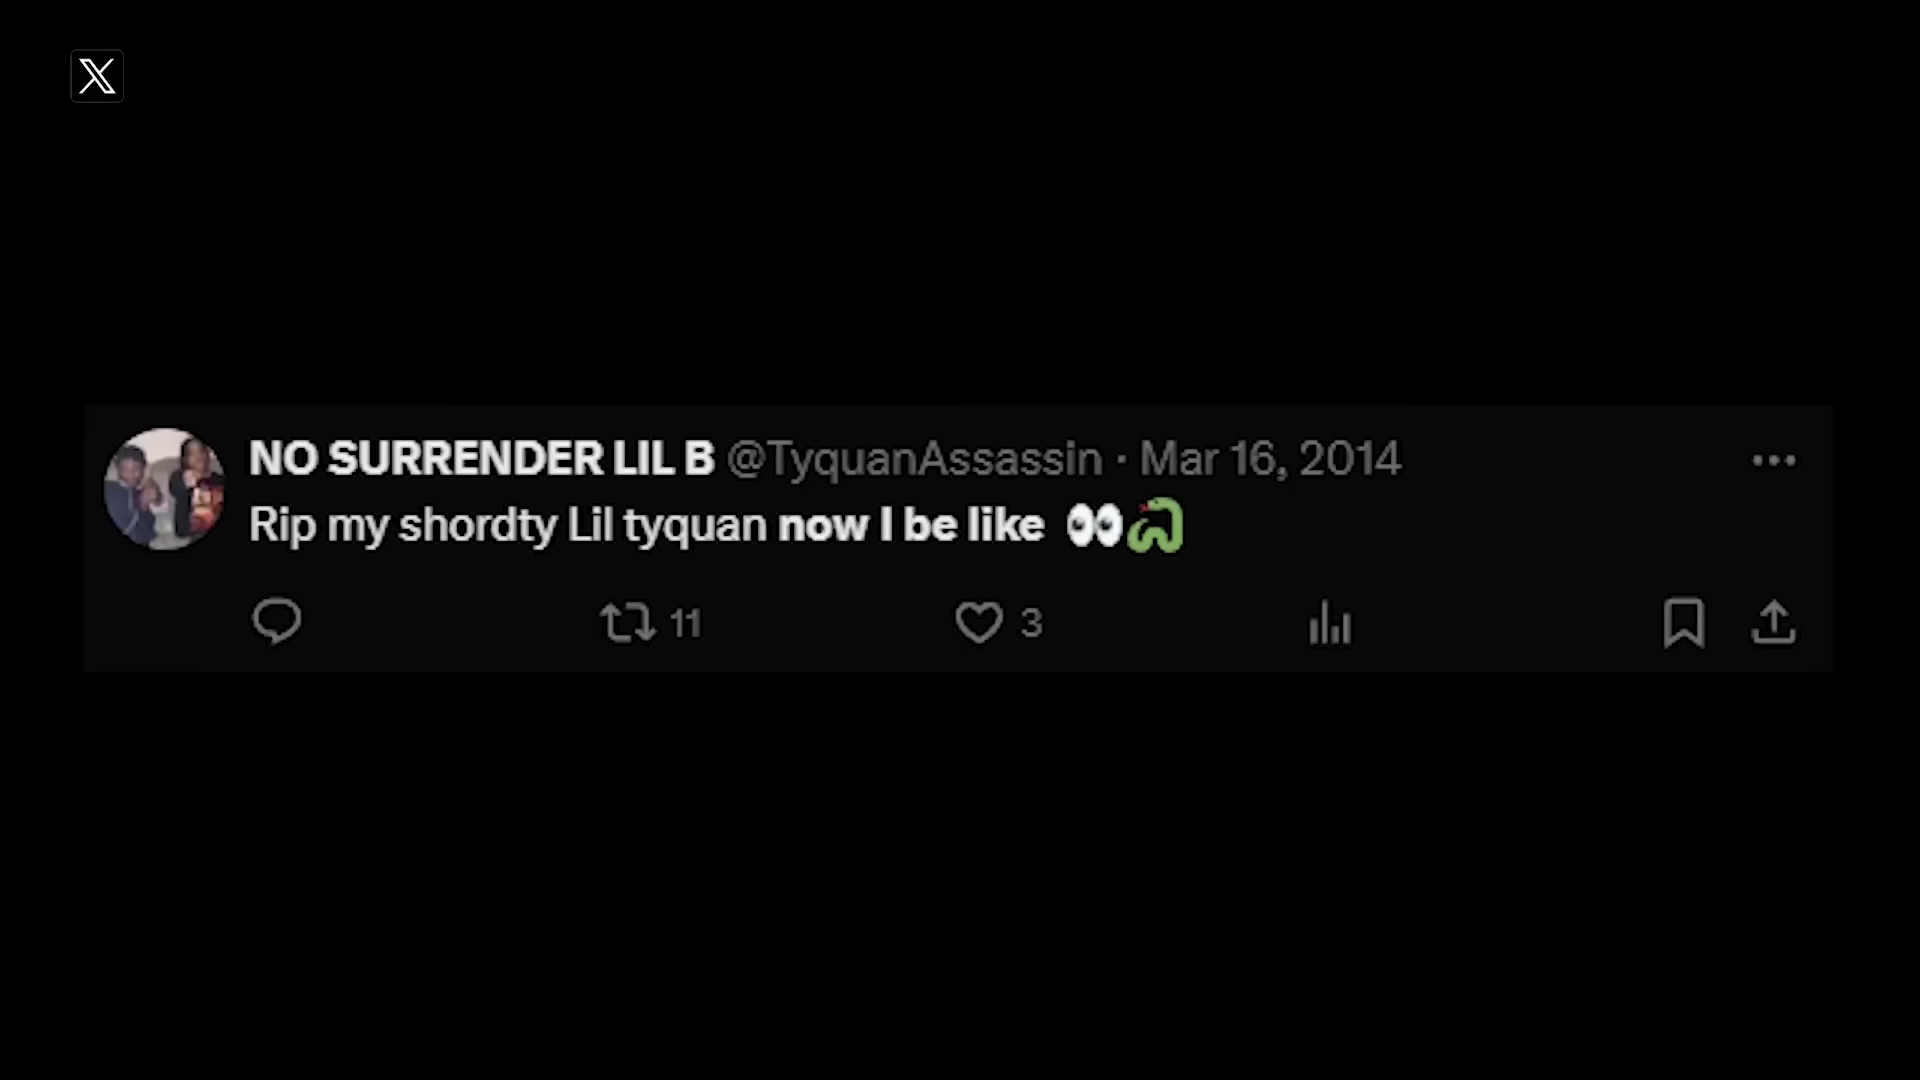 NO SURRENDER LIL B @TyquanAssassin · Mar 16, 2014
Rip my shordty Lil tyquan now I be like 👀🐍
11 3